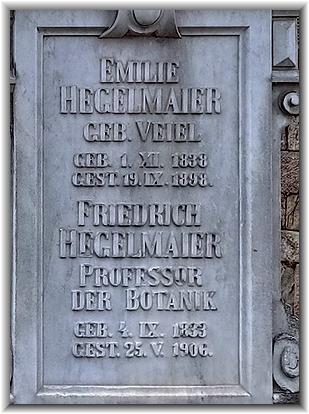 EMILIE
HEGELMAIER
GEB. VEIEL
GEB. 1. XI. 1838
GEST. 19. IX. 1898.
FRIEDRICH
HEGELMAIER
PROFESSOR
DER BOTANIK
GEB. 4. IX. 1833
GEST. 25. V. 1906.